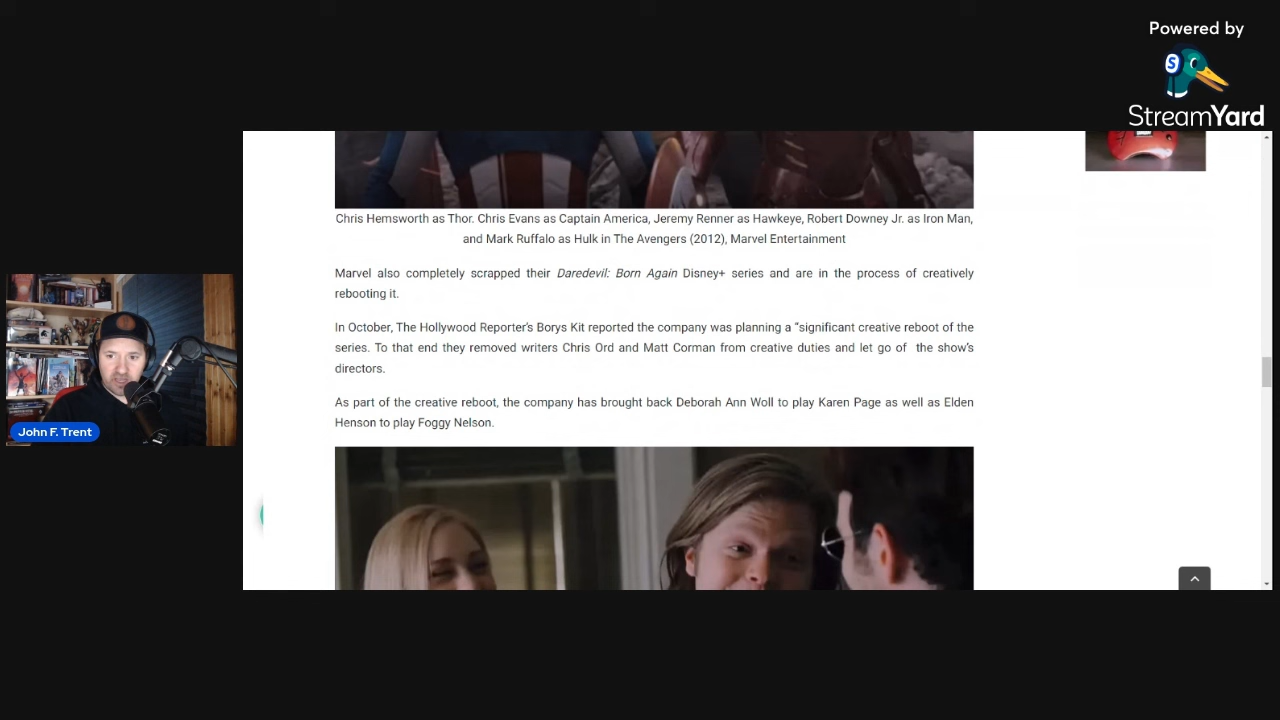 Powered by
S
StreamYard
Chris Hemsworth as Thor. Chris Evans as Captain America, Jeremy Renner as Hawkeye, Robert Downey Jr. as Iron Man,
and Mark Ruffalo as Hulk in The Avengers (2012), Marvel Entertainment
Marvel also completely scrapped their Daredevil: Born Again Disney+ series and are in the process of creatively
rebooting it.
In October, The Hollywood Reporter's Borys Kit reported the company was planning a “significant creative reboot of the
series. To that end they removed writers Chris Ord and Matt Corman from creative duties and let go of the show's
directors.
As part of the creative reboot, the company has brought back Deborah Ann Woll to play Karen Page as well as Elden
Henson to play Foggy Nelson.
John F. Trent